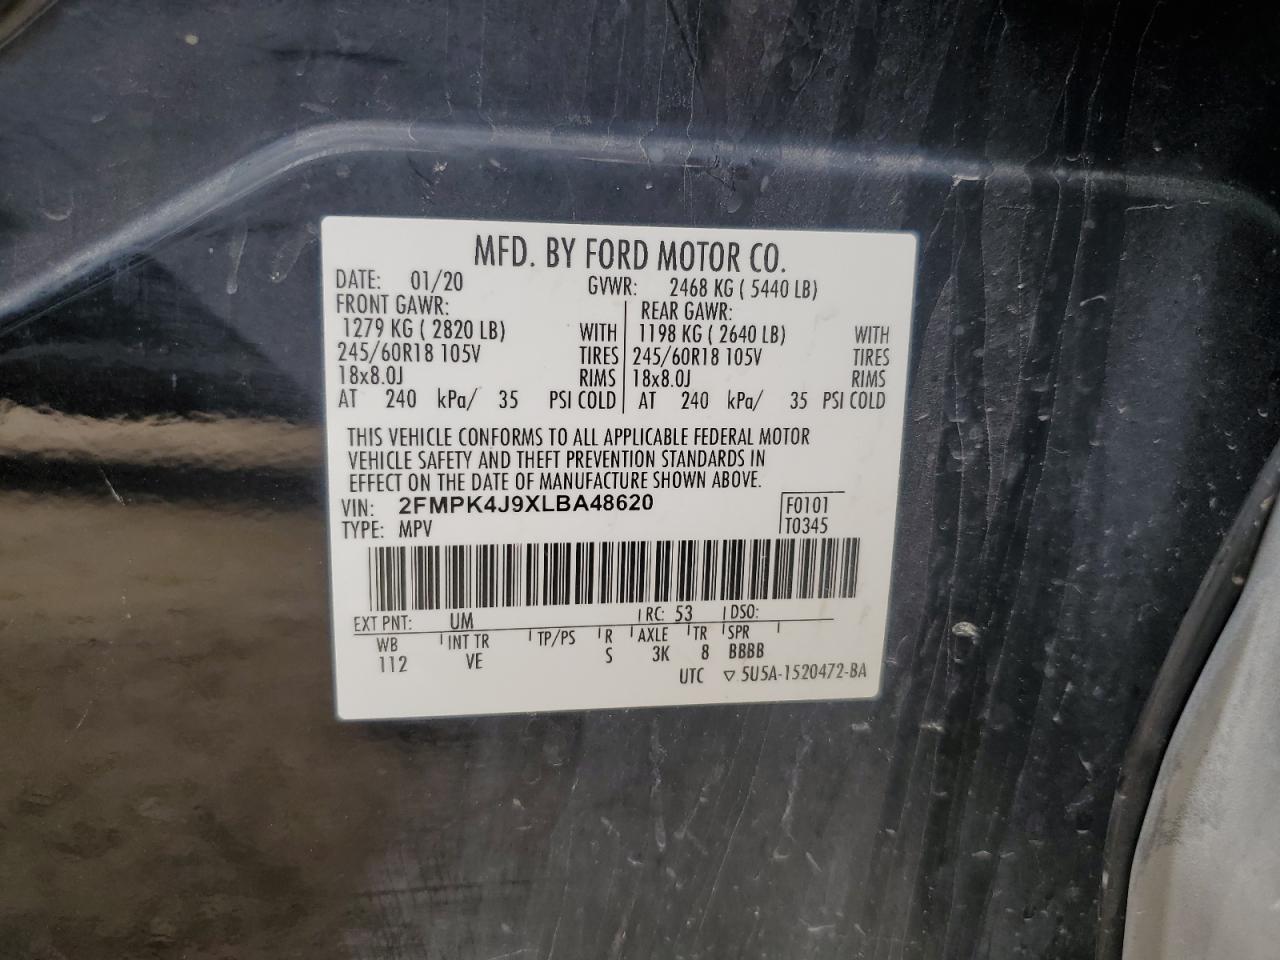 MFD. BY FORD MOTOR CO.
DATE: 01/20 GVWR: 2468 KG ( 5440 LB)
FRONT GAWR: REAR GAWR:
1279 KG ( 2820 LB) WITH 1198 KG ( 2640 LB) WITH
245/60R18 105V TIRES 245/60R18 105V TIRES
18x8.0J RIMS 18x8.0J RIMS
AT 240 kPa/ 35 PSI COLD AT 240 kPa/ 35 PSI COLD
THIS VEHICLE CONFORMS TO ALL APPLICABLE FEDERAL MOTOR
VEHICLE SAFETY AND THEFT PREVENTION STANDARDS IN
EFFECT ON THE DATE OF MANUFACTURE SHOWN ABOVE.
VIN: 2FMPK4J9XLBA48620 F0101
TYPE: MPV T0345
EXT PNT: UM RC: 53 DSO:
WB INT TR TP/PS R AXLE TR SPR
112 VE S 3K 8 BBBB
UTC ▽ 5U5A-1520472-BA